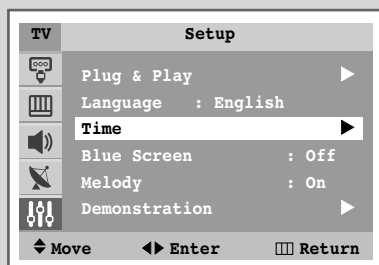 TV Setup
Plug & Play
Language : English
Time
Blue Screen : Off
Melody : On
Demonstration
Move Enter Return